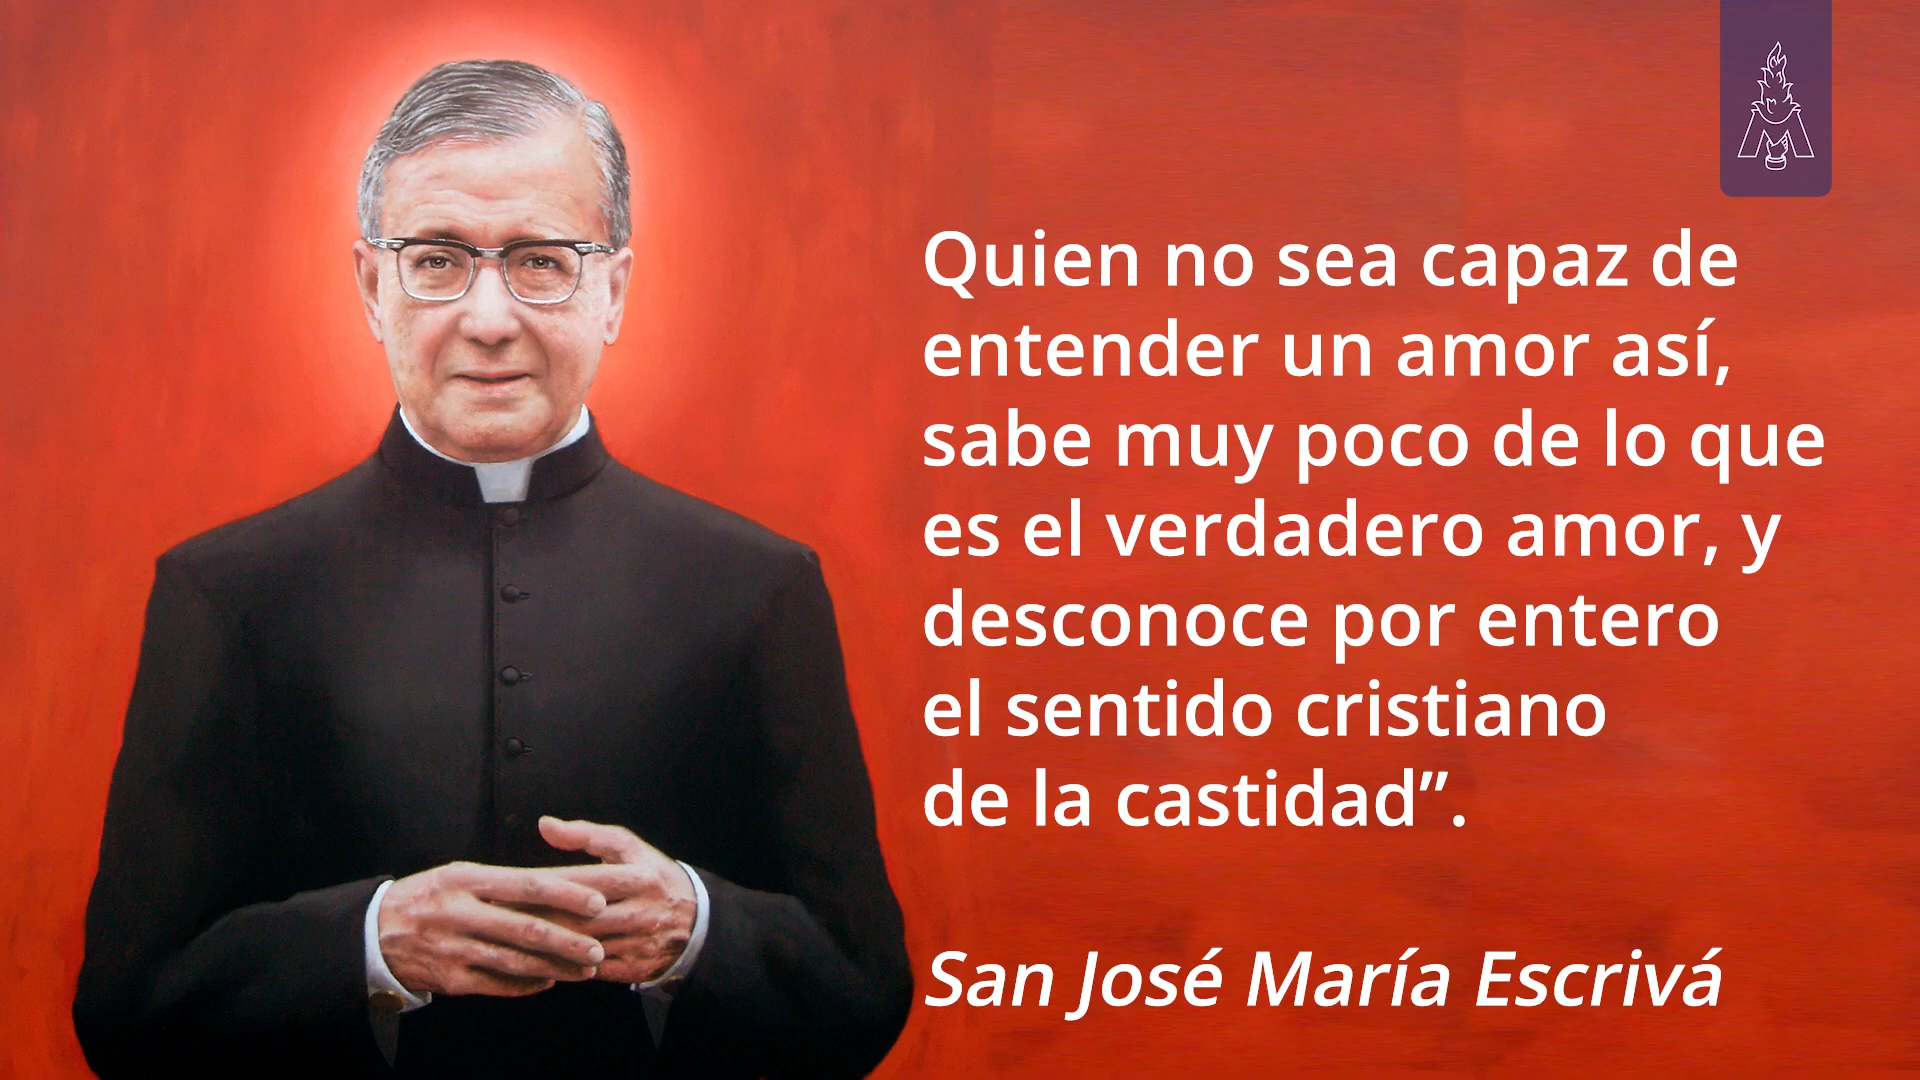 Quien no sea capaz de
entender un amor así,
sabe muy poco de lo que
es el verdadero amor, y
desconoce por entero
el sentido cristiano
de la castidad”.
San José María Escrivá